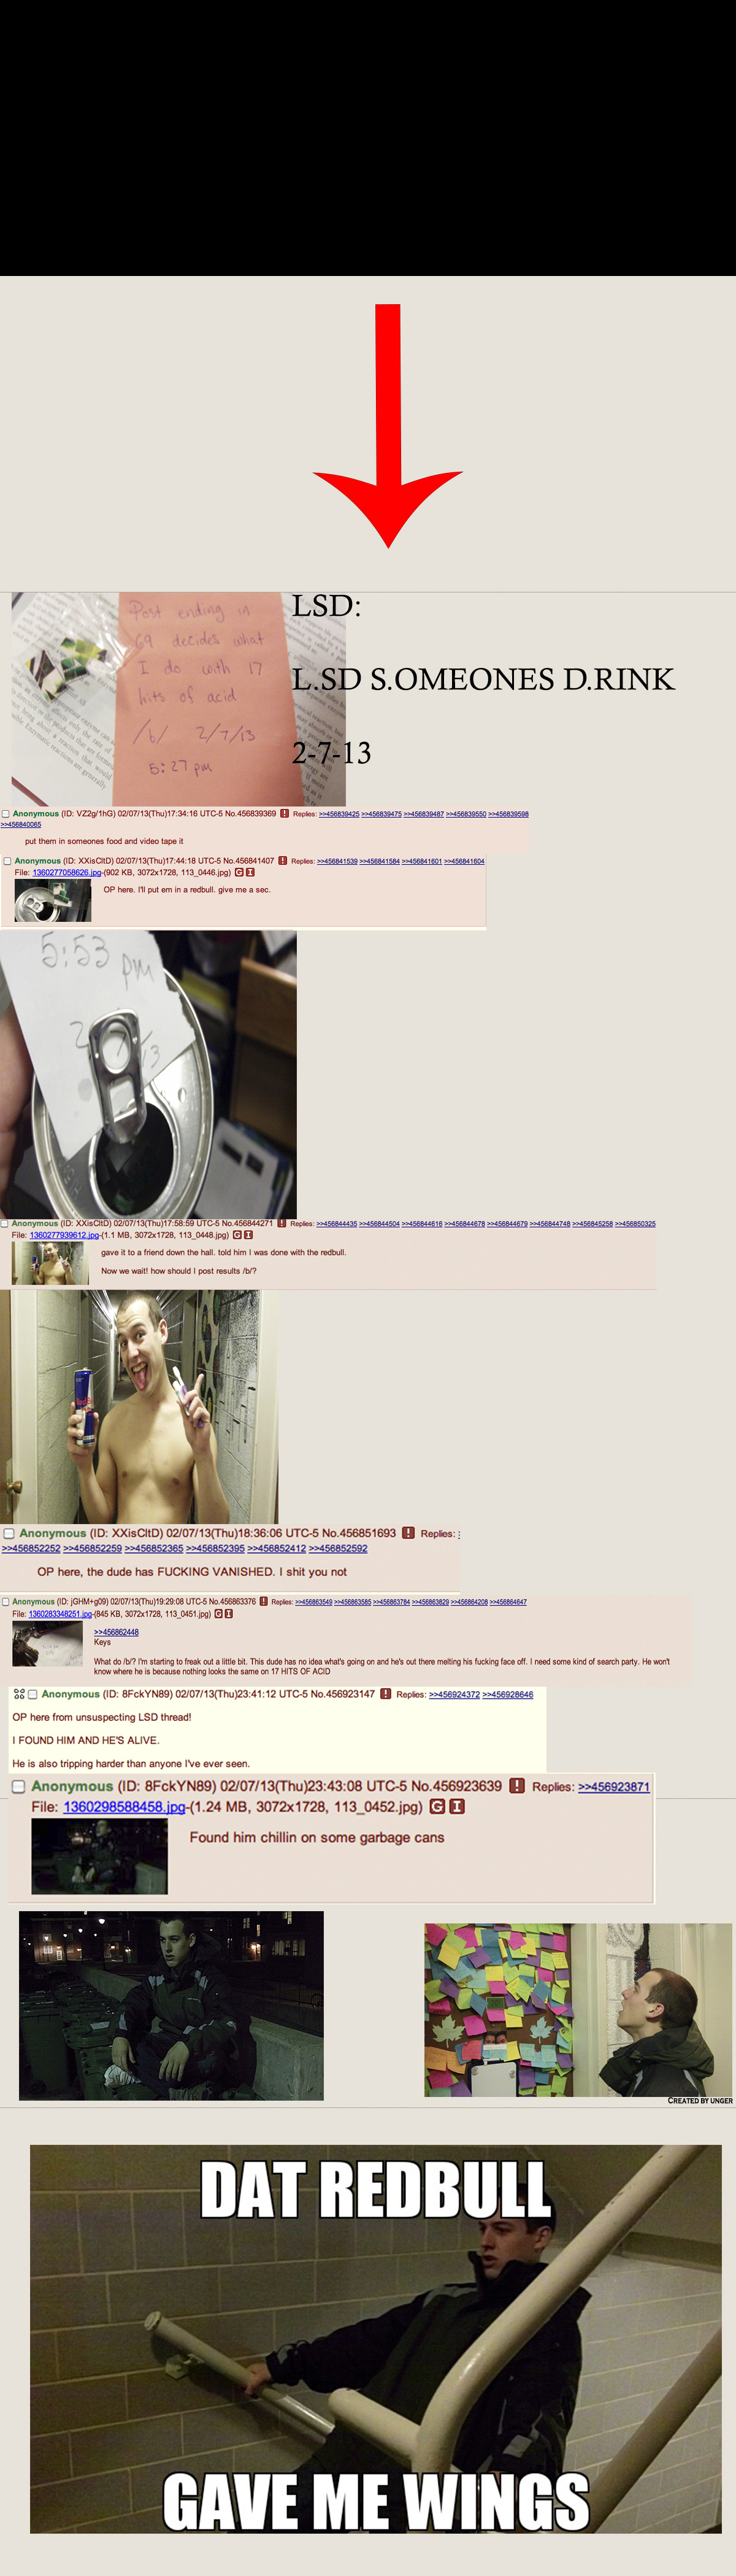 Post ending in
69 decides what
I do with 17
hits of acid
/b/ 2/7/13
5:27 pm
LSD:
L.SD S.OMEONES D.RINK
2-7-13
Anonymous (ID: VZ2g/1hG) 02/07/13(Thu)17:34:16 UTC-5 No.456839369 Replies: >>456839425 >>456839475 >>456839487 >>456839550 >>456839598
>>456840065
put them in someones food and video tape it
Anonymous (ID: XXisCltD) 02/07/13(Thu)17:44:18 UTC-5 No.456841407 Replies: >>456841539 >>456841584 >>456841601 >>456841604
File: 1360277058626.jpg-(902 KB, 3072x1728, 113_0446.jpg) G I
OP here. I'll put em in a redbull. give me a sec.
5:53 pm
2/7/13
Anonymous (ID: XXisCltD) 02/07/13(Thu)17:58:59 UTC-5 No.456844271 Replies: >>456844435 >>456844504 >>456844616 >>456844678 >>456844679 >>456844748 >>456845258 >>456850325
File: 1360277939612.jpg-(1.1 MB, 3072x1728, 113_0448.jpg) G I
gave it to a friend down the hall. told him I was done with the redbull.
Now we wait! how should I post results /b/?
Anonymous (ID: XXisCltD) 02/07/13(Thu)18:36:06 UTC-5 No.456851693 Replies:
>>456852252 >>456852259 >>456852365 >>456852395 >>456852412 >>456852592
OP here, the dude has FUCKING VANISHED. I shit you not
Anonymous (ID: jGHM+g09) 02/07/13(Thu)19:29:08 UTC-5 No.456863376 Replies: >>456863549 >>456863585 >>456863784 >>456863829 >>456864208 >>456864647
File: 1360283348251.jpg-(845 KB, 3072x1728, 113_0451.jpg) G I
>>456862448
Keys
What do /b/? I'm starting to freak out a little bit. This dude has no idea what's going on and he's out there melting his fucking face off. I need some kind of search party. He won't
know where he is because nothing looks the same on 17 HITS OF ACID
Anonymous (ID: 8FckYN89) 02/07/13(Thu)23:41:12 UTC-5 No.456923147 Replies: >>456924372 >>456928646
OP here from unsuspecting LSD thread!
I FOUND HIM AND HE'S ALIVE.
He is also tripping harder than anyone I've ever seen.
Anonymous (ID: 8FckYN89) 02/07/13(Thu)23:43:08 UTC-5 No.456923639 Replies: >>456923871
File: 1360298588458.jpg-(1.24 MB, 3072x1728, 113_0452.jpg) G I
Found him chillin on some garbage cans
CREATED BY UNGER
DAT REDBULL
GAVE ME WINGS